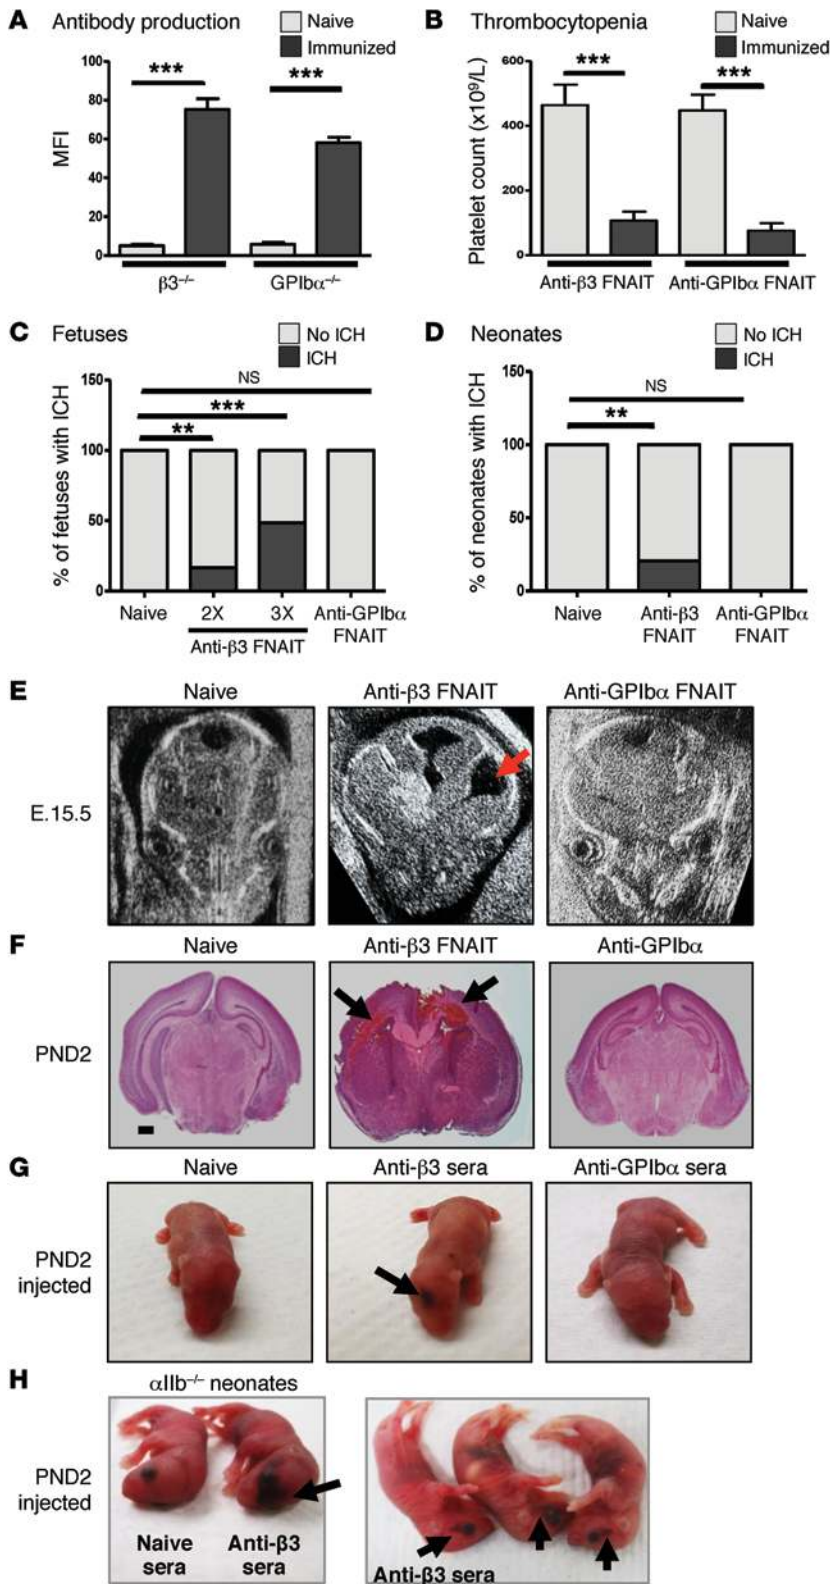 A Antibody production
Naive
Immunized
MFI
100
80
60
40
20
0
***
***
β3⁻/⁻
GPIbα⁻/⁻
B Thrombocytopenia
Naive
Immunized
Platelet count (x10⁹/L)
600
400
200
0
***
***
Anti-β3 FNAIT
Anti-GPIbα FNAIT
C Fetuses
No ICH
ICH
% of fetuses with ICH
150
100
50
0
NS
***
**
Naive
2X
3X
Anti-GPIbα
FNAIT
Anti-β3 FNAIT
D Neonates
No ICH
ICH
% of neonates with ICH
150
100
50
0
NS
**
Naive
Anti-β3
FNAIT
Anti-GPIbα
FNAIT
E
Naive
Anti-β3 FNAIT
Anti-GPIbα FNAIT
E.15.5
F
Naive
Anti-β3 FNAIT
Anti-GPIbα
PND2
G
Naive
Anti-β3 sera
Anti-GPIbα sera
PND2
injected
H
αIIb⁻/⁻ neonates
PND2
injected
Naive
sera
Anti-β3
sera
Anti-β3 sera